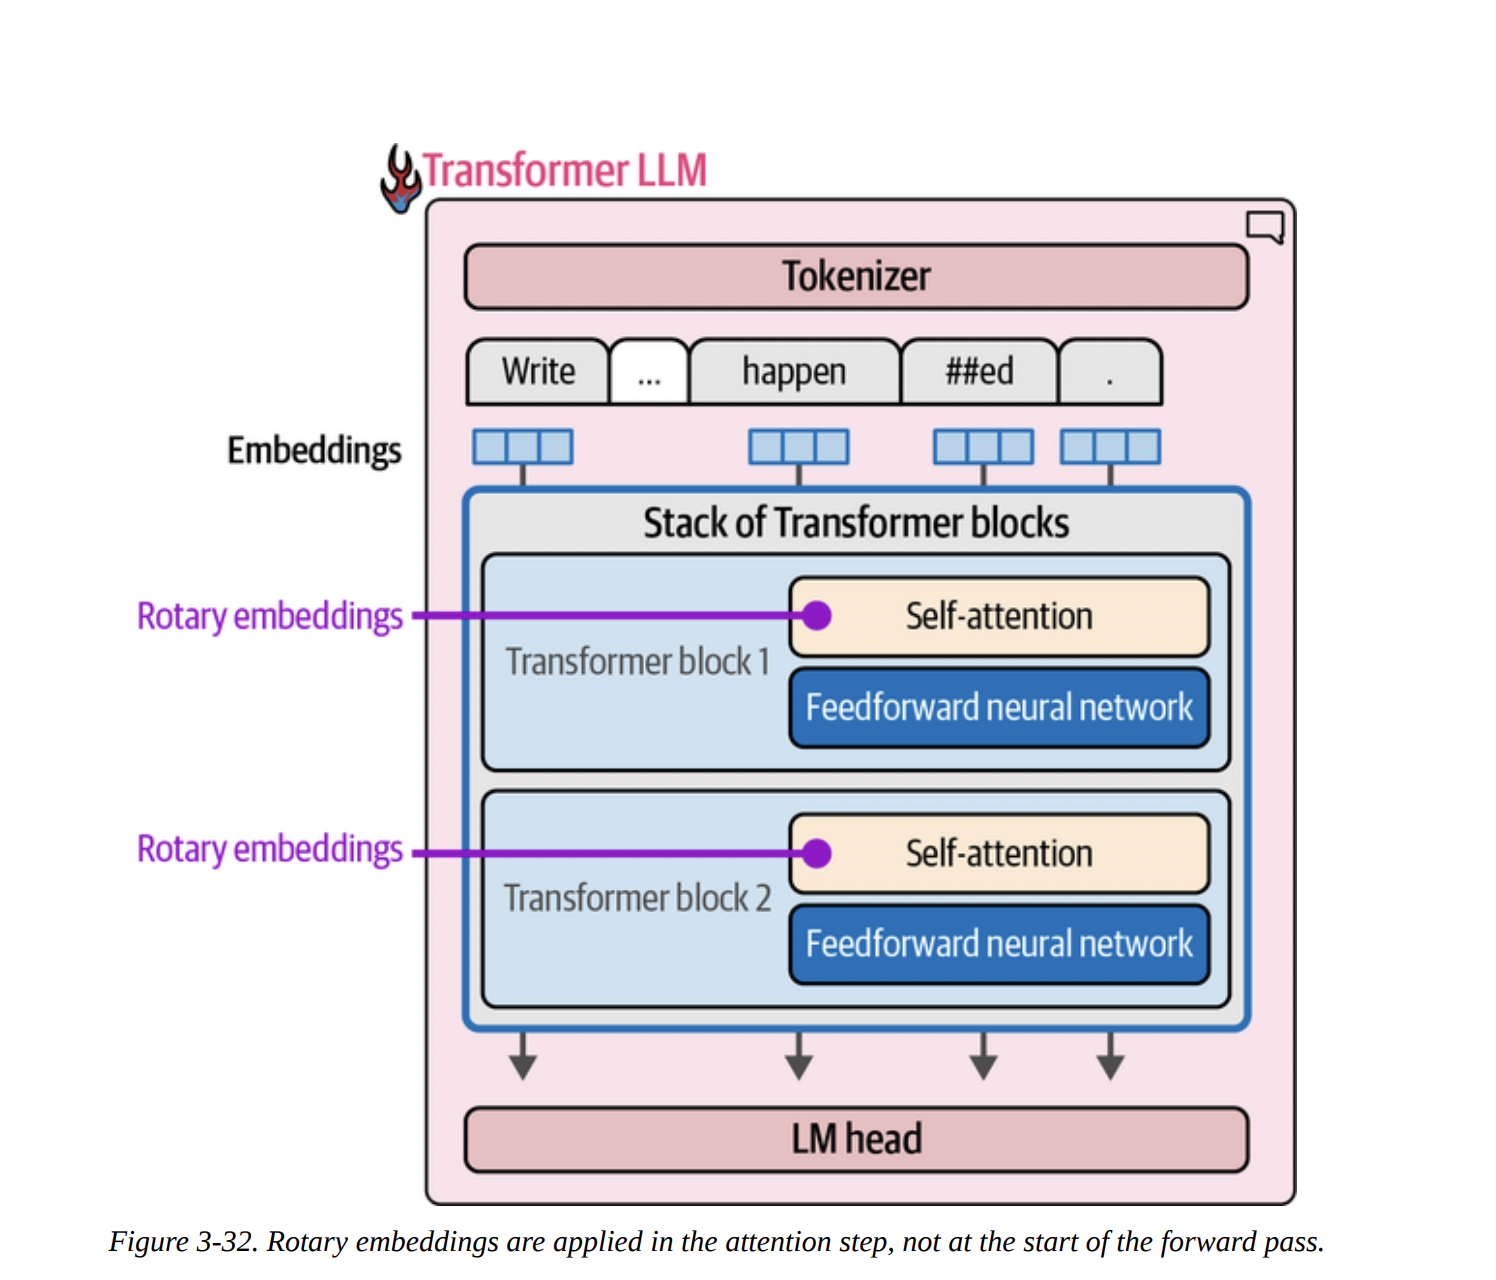 Transformer LLM
Tokenizer
Write ... happen ##ed .
Embeddings
Stack of Transformer blocks
Rotary embeddings
Self-attention
Transformer block 1
Feedforward neural network
Rotary embeddings
Self-attention
Transformer block 2
Feedforward neural network
LM head
Figure 3-32. Rotary embeddings are applied in the attention step, not at the start of the forward pass.